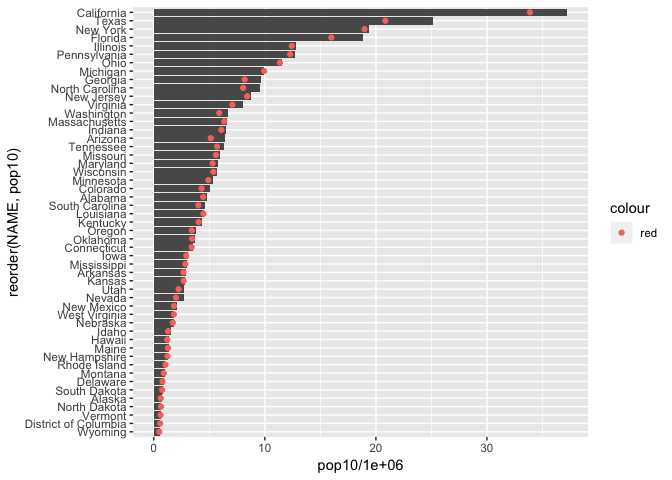 California
Texas
New York
Florida
Illinois
Pennsylvania
Ohio
Michigan
Georgia
North Carolina
New Jersey
Virginia
Washington
Massachusetts
Indiana
Arizona
Tennessee
Missouri
Maryland
Wisconsin
Minnesota
Colorado
Alabama
South Carolina
Louisiana
Kentucky
Oregon
Oklahoma
Connecticut
Iowa
Mississippi
Arkansas
Kansas
Utah
Nevada
New Mexico
West Virginia
Nebraska
Idaho
Hawaii
Maine
New Hampshire
Rhode Island
Montana
Delaware
South Dakota
Alaska
North Dakota
Vermont
District of Columbia
Wyoming
reorder(NAME, pop10)
0 10 20 30
pop10/1e+06
colour
red